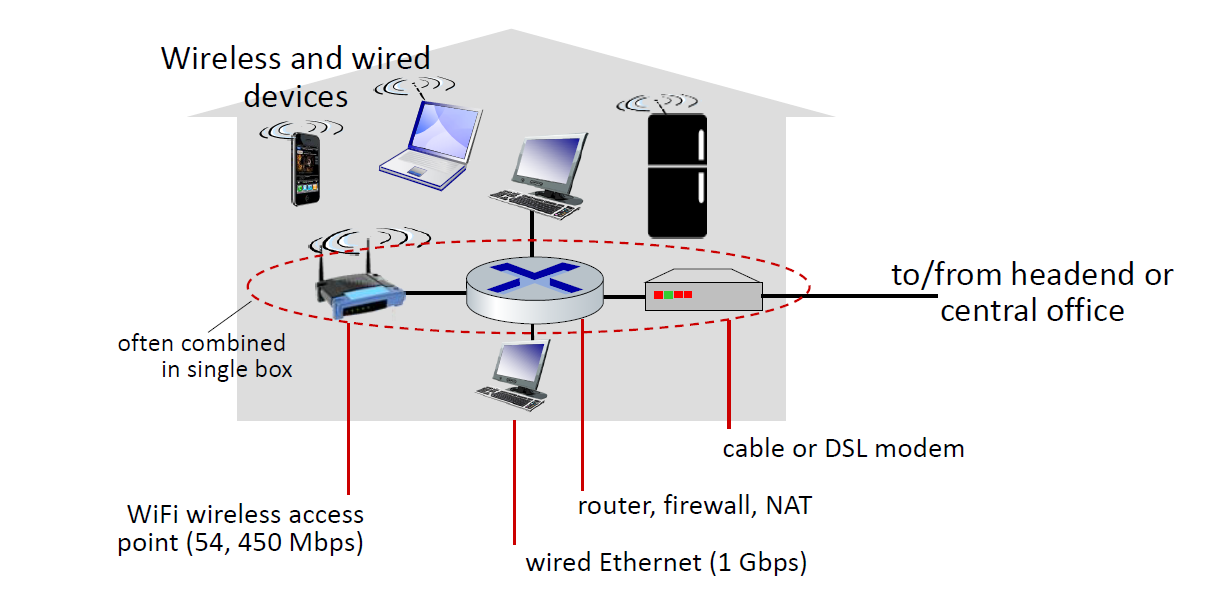 Wireless and wired
devices
to/from headend or
central office
often combined
in single box
cable or DSL modem
router, firewall, NAT
WiFi wireless access
point (54, 450 Mbps)
wired Ethernet (1 Gbps)